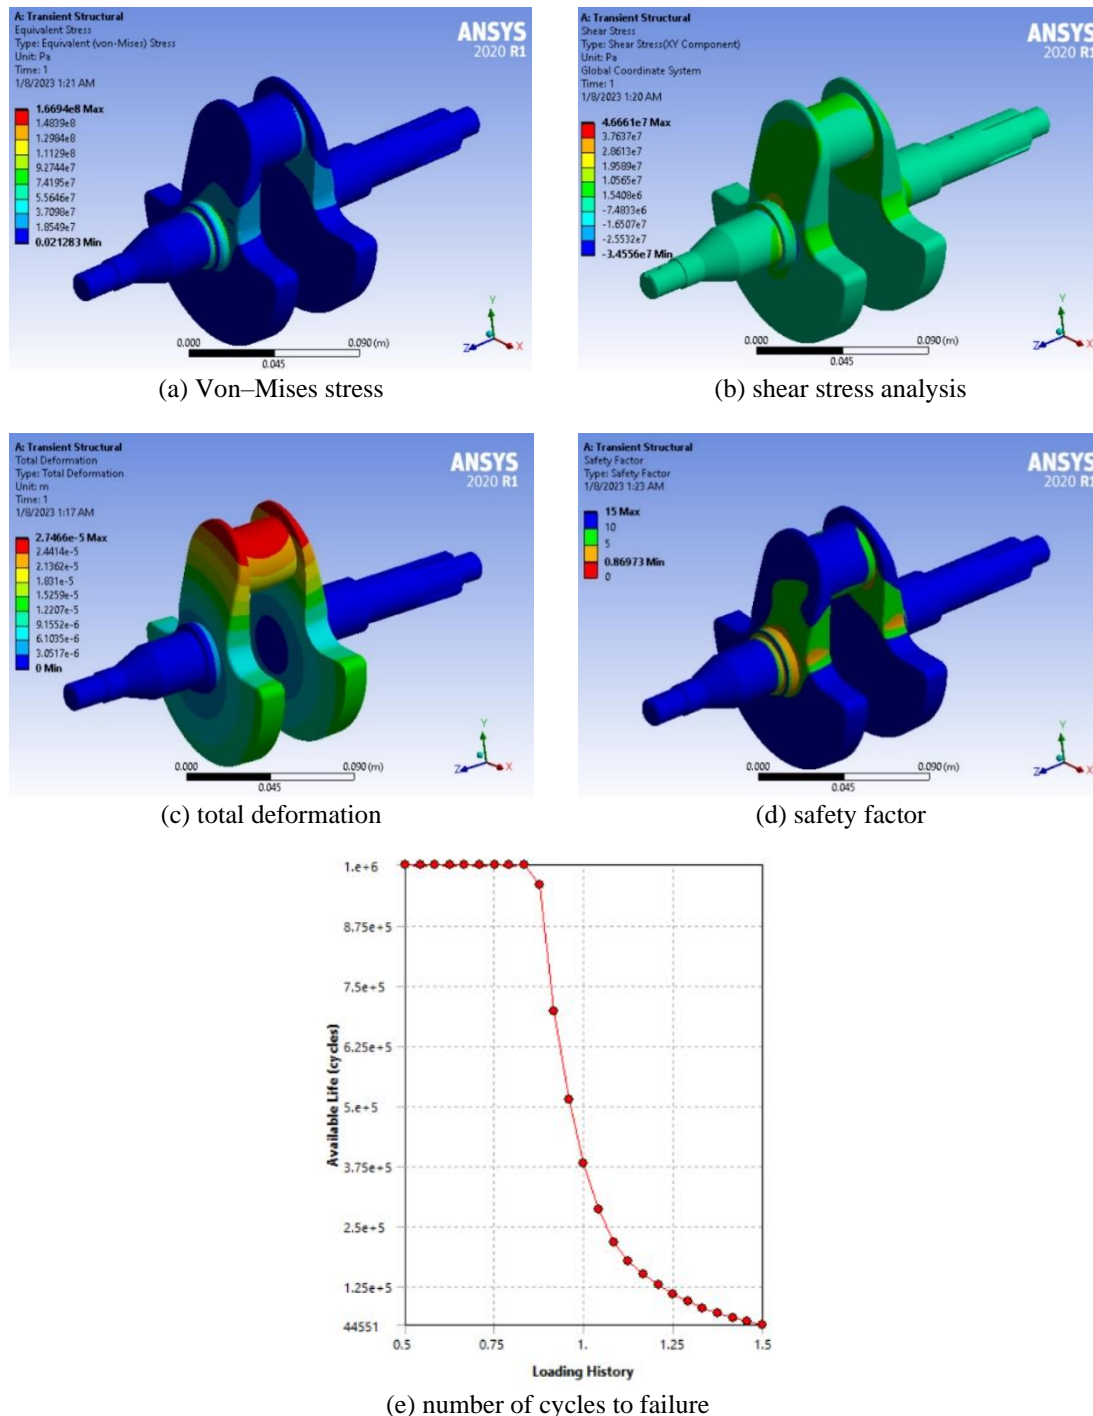 A: Transient Structural
Equivalent Stress
Type: Equivalent (von-Mises) Stress
Unit: Pa
Time: 1
1/8/2023 1:21 AM
ANSYS
2020 R1
1.6694e8 Max
1.4839e8
1.2984e8
1.1129e8
9.2744e7
7.4195e7
5.5646e7
3.7098e7
1.8549e7
0.021283 Min
0.000
0.090 (m)
0.045
Y
Z
X
(a) Von–Mises stress
A: Transient Structural
Shear Stress
Type: Shear Stress(XY Component)
Unit: Pa
Global Coordinate System
Time: 1
1/8/2023 1:20 AM
ANSYS
2020 R1
4.6661e7 Max
3.7637e7
2.8613e7
1.9589e7
1.0565e7
1.5408e6
-7.4833e6
-1.6507e7
-2.5532e7
-3.4556e7 Min
0.000
0.090 (m)
0.045
Y
Z
X
(b) shear stress analysis
A: Transient Structural
Total Deformation
Type: Total Deformation
Unit: m
Time: 1
1/8/2023 1:17 AM
ANSYS
2020 R1
2.7466e-5 Max
2.4414e-5
2.1362e-5
1.831e-5
1.5259e-5
1.2207e-5
9.1552e-6
6.1035e-6
3.0517e-6
0 Min
0.000
0.090 (m)
0.045
Y
Z
X
(c) total deformation
A: Transient Structural
Safety Factor
Type: Safety Factor
1/8/2023 1:23 AM
ANSYS
2020 R1
15 Max
10
5
0.86973 Min
0
0.000
0.090 (m)
0.045
Y
Z
X
(d) safety factor
1.e+6
8.75e+5
7.5e+5
6.25e+5
5.e+5
3.75e+5
2.5e+5
1.25e+5
44551
Available Life (cycles)
0.5
0.75
1.
1.25
1.5
Loading History
(e) number of cycles to failure